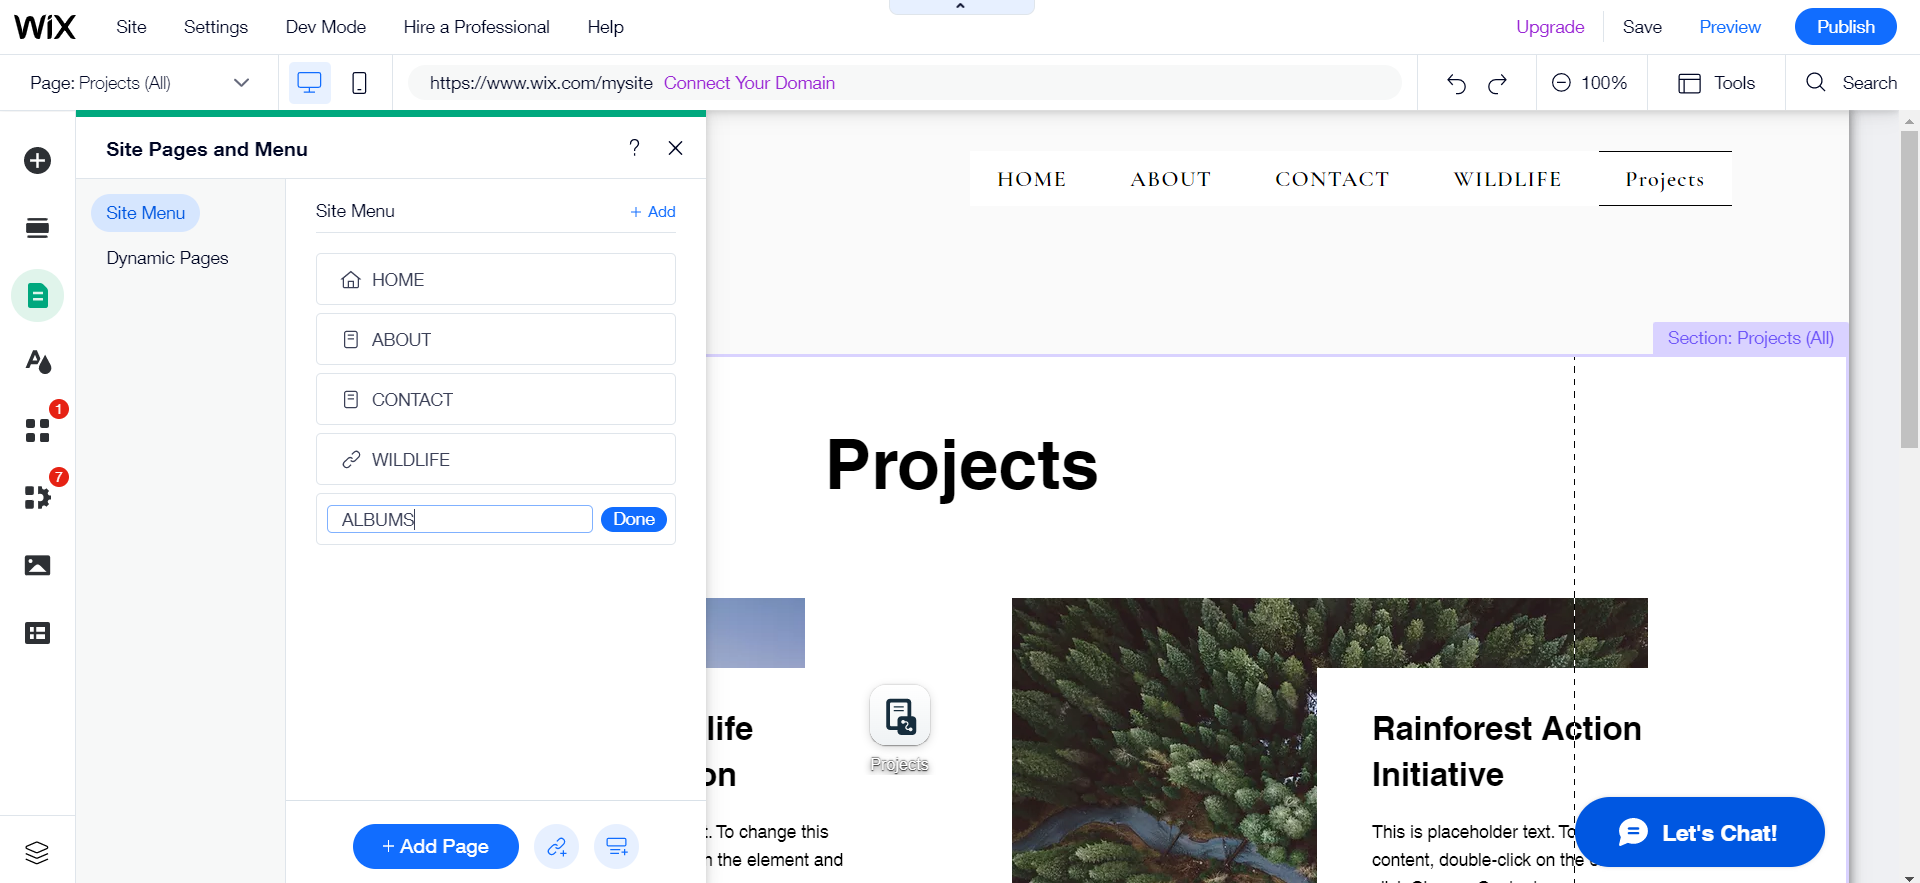 WiX Site Settings Dev Mode Hire a Professional Help Upgrade Save Preview Publish
Page: Projects (All) https://www.wix.com/mysite Connect Your Domain 100% Tools Search
Site Pages and Menu ?
Site Menu
Dynamic Pages
Site Menu + Add
HOME
ABOUT
CONTACT
WILDLIFE
ALBUMS Done
+ Add Page
1
7
HOME ABOUT CONTACT WILDLIFE Projects
Section: Projects (All)
Projects
life
on
t. To change this
n the element and
Projects
Rainforest Action
Initiative
This is placeholder text. To
content, double-click on the
Let's Chat!